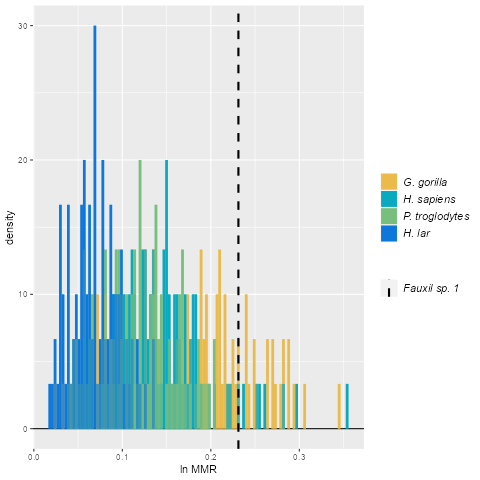 30
20
10
0
density
0.0 0.1 0.2 0.3
ln MMR
G. gorilla
H. sapiens
P. troglodytes
H. lar
Fauxil sp. 1